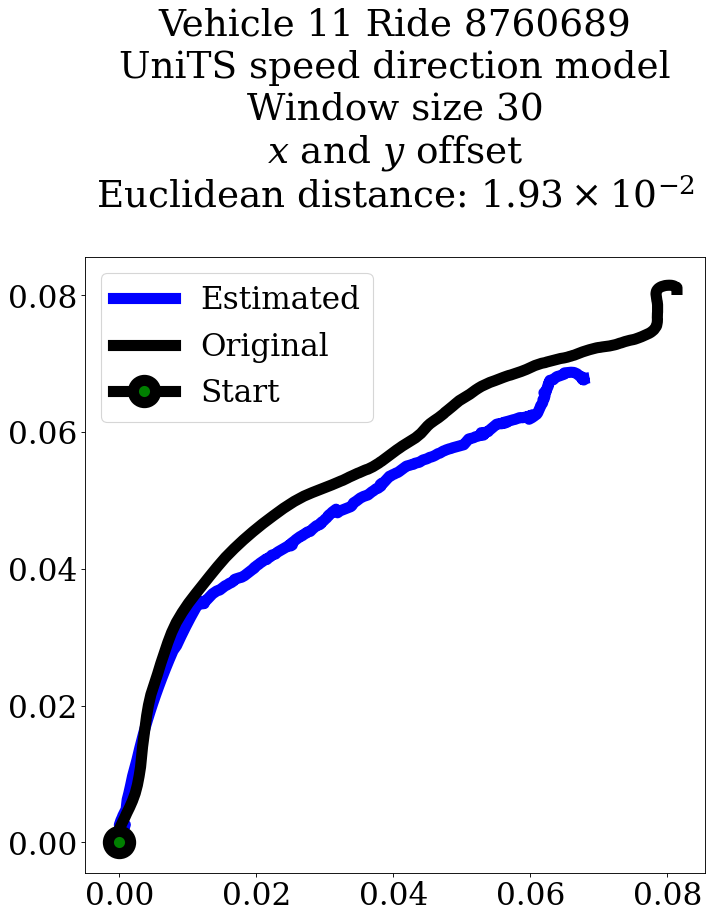 Vehicle 11 Ride 8760689
UniTS speed direction model
Window size 30
x and y offset
Euclidean distance: 1.93 × 10⁻²
Estimated
Original
Start
0.08
0.06
0.04
0.02
0.00
0.00 0.02 0.04 0.06 0.08